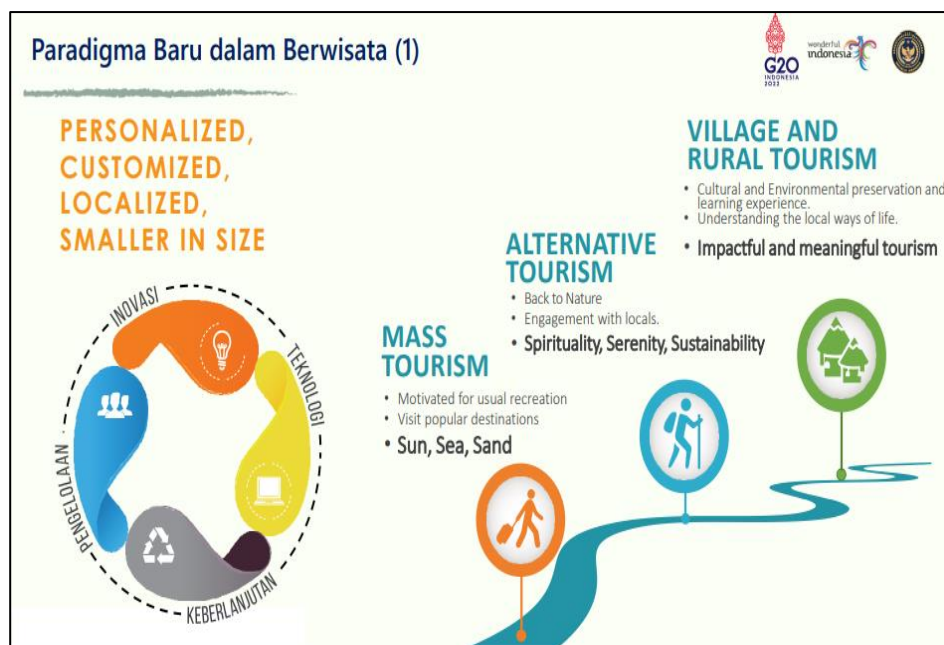 Paradigma Baru dalam Berwisata (1)
G20
INDONESIA
2022
wonderful
indonesia
PERSONALIZED,
CUSTOMIZED,
LOCALIZED,
SMALLER IN SIZE
INOVASI
TEKNOLOGI
KEBERLANJUTAN
PENGELOLAAN
MASS
TOURISM
• Motivated for usual recreation
• Visit popular destinations
• Sun, Sea, Sand
ALTERNATIVE
TOURISM
• Back to Nature
• Engagement with locals.
• Spirituality, Serenity, Sustainability
VILLAGE AND
RURAL TOURISM
• Cultural and Environmental preservation and
learning experience.
• Understanding the local ways of life.
• Impactful and meaningful tourism